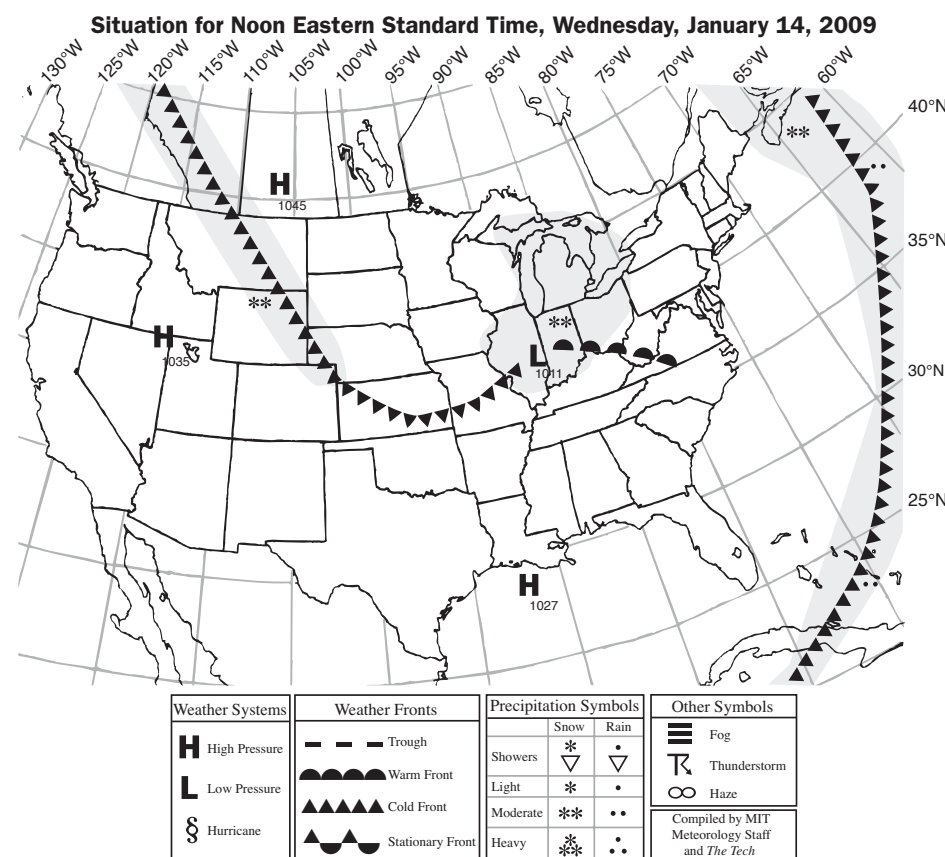 Situation for Noon Eastern Standard Time, Wednesday, January 14, 2009
130°W 125°W 120°W 115°W 110°W 105°W 100°W 95°W 90°W 85°W 80°W 75°W 70°W 65°W 60°W
40°N
35°N
30°N
25°N
H
1045
H
1035
L
1011
H
1027
Weather Systems
H High Pressure
L Low Pressure
§ Hurricane
Weather Fronts
Trough
Warm Front
Cold Front
Stationary Front
Precipitation Symbols
Snow Rain
Showers
Light
Moderate
Heavy
Other Symbols
Fog
Thunderstorm
Haze
Compiled by MIT
Meteorology Staff
and The Tech